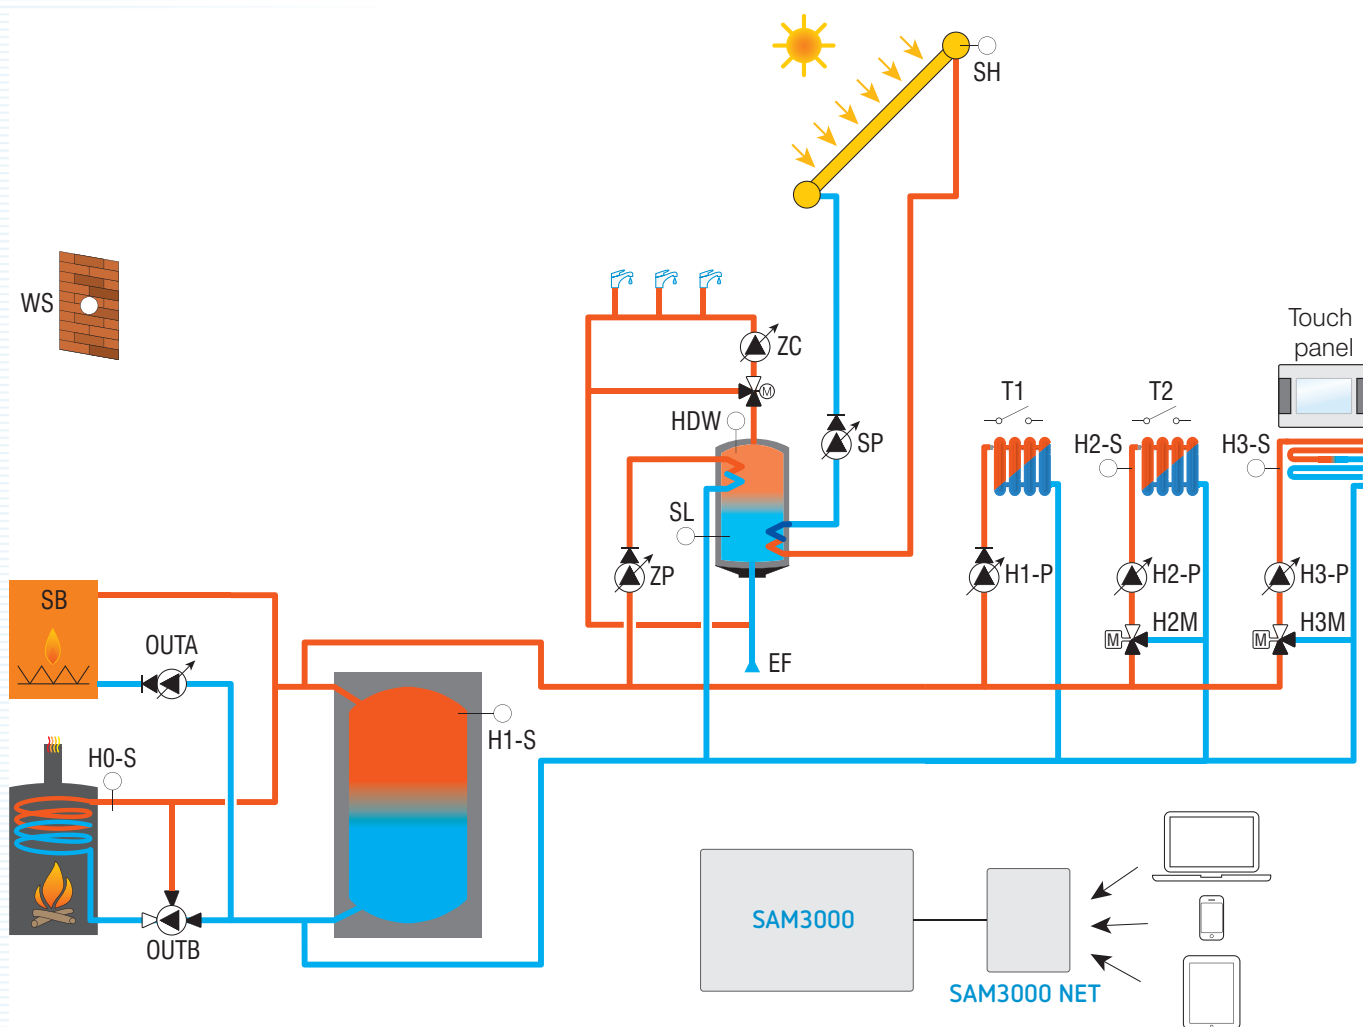 SH
WS
Touch
panel
ZC
M
T1
T2
HDW
SP
H2-S
H3-S
SL
ZP
H1-P
H2-P
H3-P
SB
H2M
H3M
M
M
OUTA
EF
H1-S
H0-S
SAM3000
OUTB
SAM3000 NET